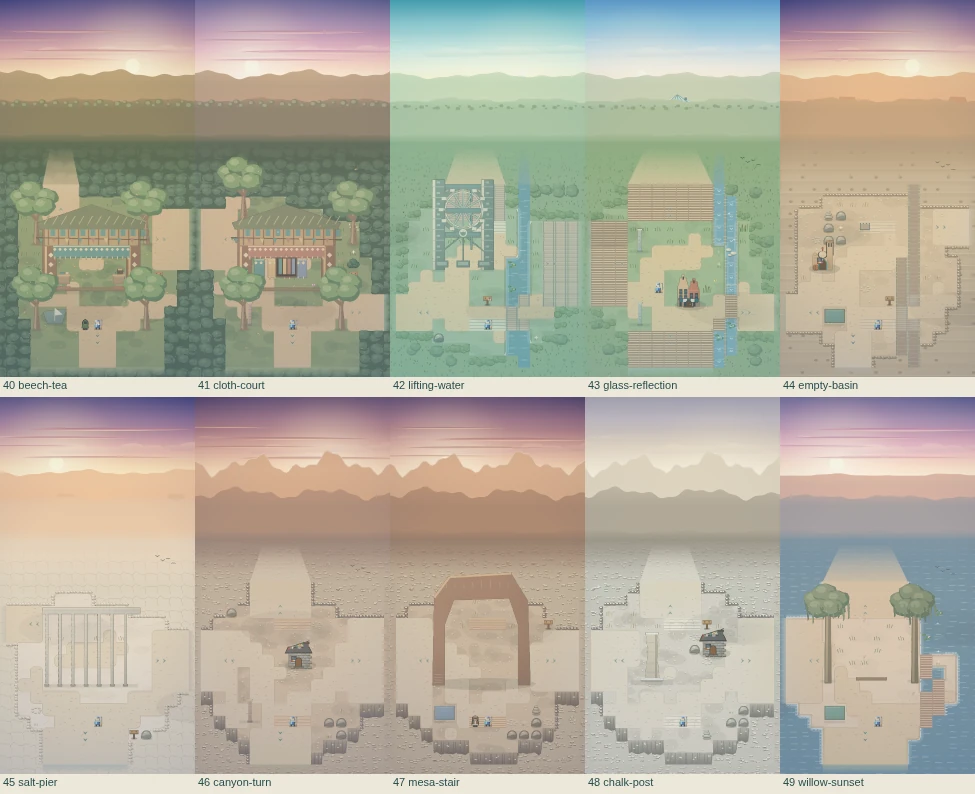 40 beech-tea
41 cloth-court
42 lifting-water
43 glass-reflection
44 empty-basin
45 salt-pier
46 canyon-turn
47 mesa-stair
48 chalk-post
49 willow-sunset